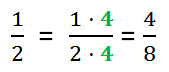 1/2 = (1 · 4)/(2 · 4) = 4/8